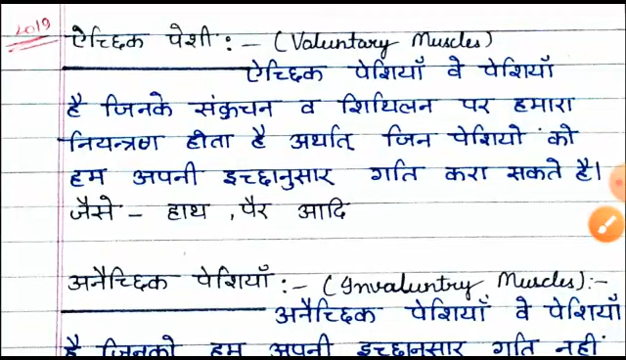 2019
ऐच्छिक पेशी :- (Voluntary Muscles)
ऐच्छिक पेशियाँ वे पेशियाँ
है जिनके संकुचन व शिथिलन पर हमारा
नियन्त्रण होता है अर्थात् जिन पेशियो को
हम अपनी इच्छानुसार गति करा सकते है।
जैसे - हाथ , पैर आदि
अनैच्छिक पेशियाँ :- (Invaluntry Muscles):-
अनैच्छिक पेशियाँ वे पेशियाँ
है जिनको हम अपनी इच्छानुसार गति नहीं